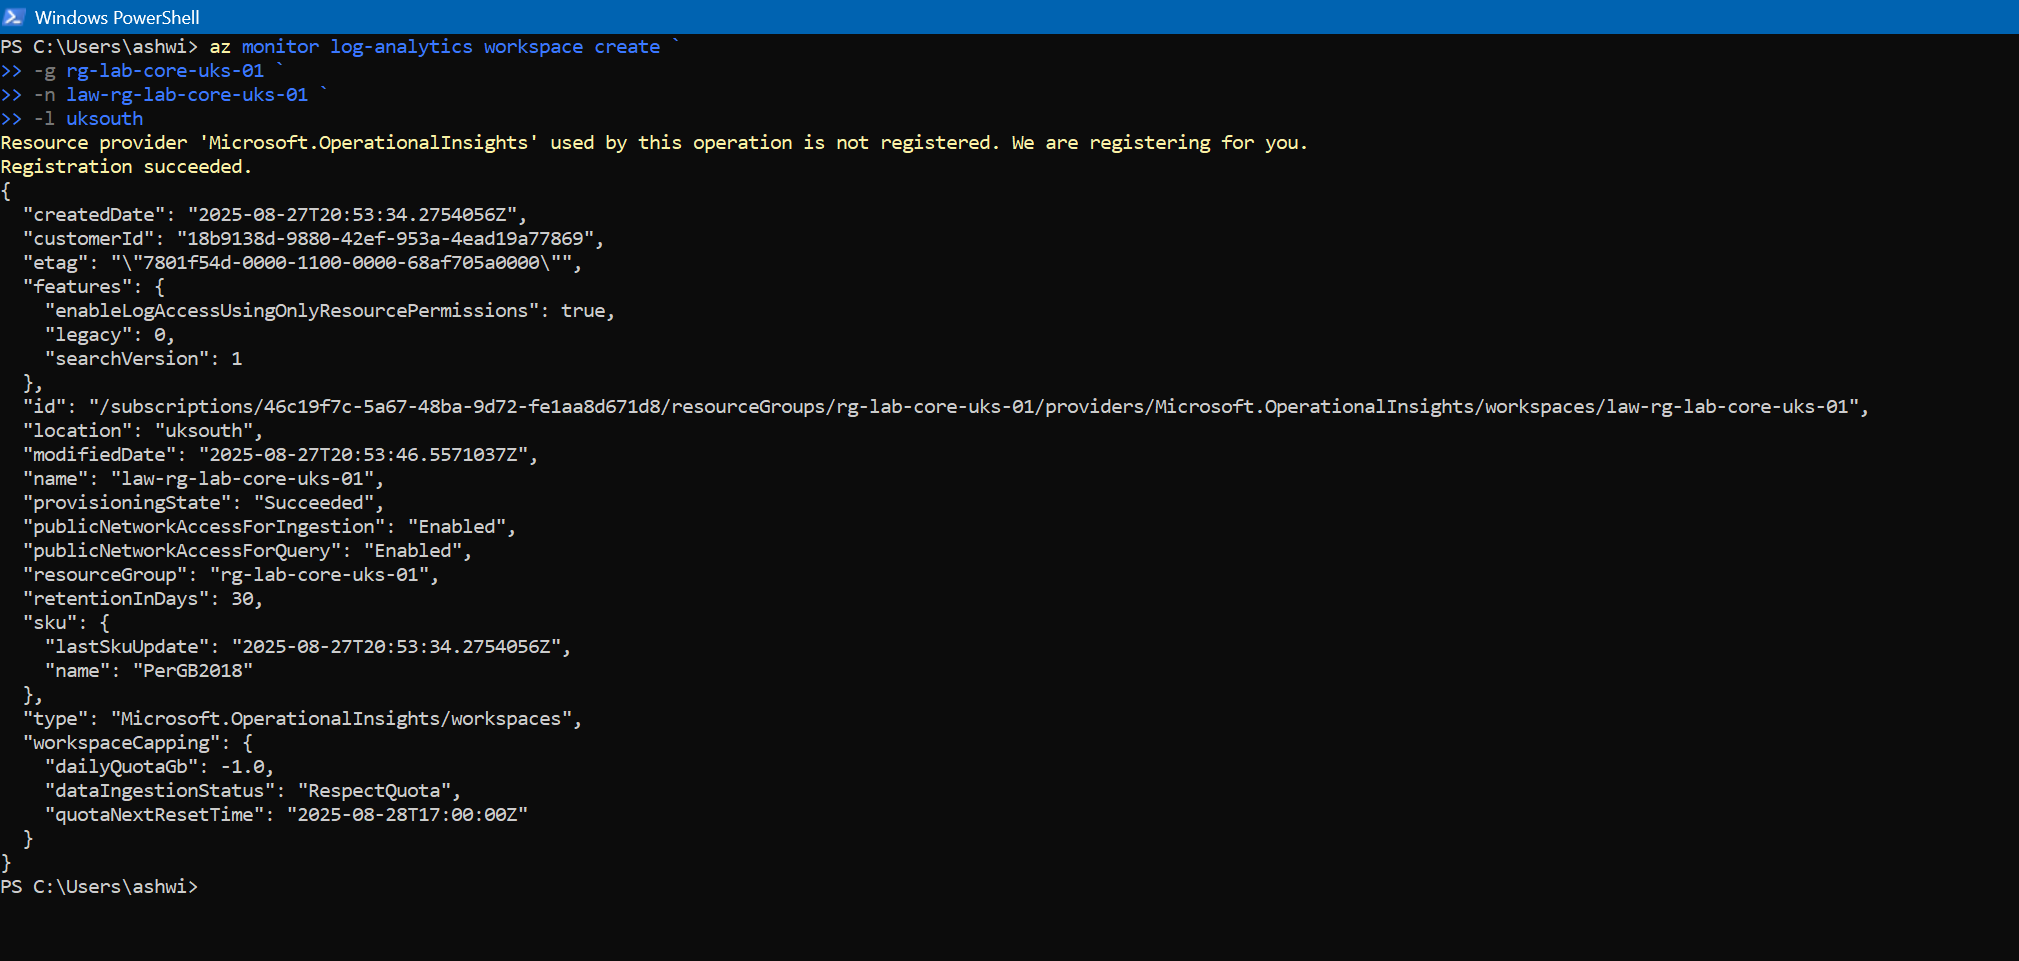 Windows PowerShell
PS C:\Users\ashwi> az monitor log-analytics workspace create `
>> -g rg-lab-core-uks-01 `
>> -n law-rg-lab-core-uks-01 `
>> -l uksouth
Resource provider 'Microsoft.OperationalInsights' used by this operation is not registered. We are registering for you.
Registration succeeded.
{
  "createdDate": "2025-08-27T20:53:34.2754056Z",
  "customerId": "18b9138d-9880-42ef-953a-4ead19a77869",
  "etag": "\"7801f54d-0000-1100-0000-68af705a0000\"",
  "features": {
    "enableLogAccessUsingOnlyResourcePermissions": true,
    "legacy": 0,
    "searchVersion": 1
  },
  "id": "/subscriptions/46c19f7c-5a67-48ba-9d72-fe1aa8d671d8/resourceGroups/rg-lab-core-uks-01/providers/Microsoft.OperationalInsights/workspaces/law-rg-lab-core-uks-01",
  "location": "uksouth",
  "modifiedDate": "2025-08-27T20:53:46.5571037Z",
  "name": "law-rg-lab-core-uks-01",
  "provisioningState": "Succeeded",
  "publicNetworkAccessForIngestion": "Enabled",
  "publicNetworkAccessForQuery": "Enabled",
  "resourceGroup": "rg-lab-core-uks-01",
  "retentionInDays": 30,
  "sku": {
    "lastSkuUpdate": "2025-08-27T20:53:34.2754056Z",
    "name": "PerGB2018"
  },
  "type": "Microsoft.OperationalInsights/workspaces",
  "workspaceCapping": {
    "dailyQuotaGb": -1.0,
    "dataIngestionStatus": "RespectQuota",
    "quotaNextResetTime": "2025-08-28T17:00:00Z"
  }
}
PS C:\Users\ashwi>